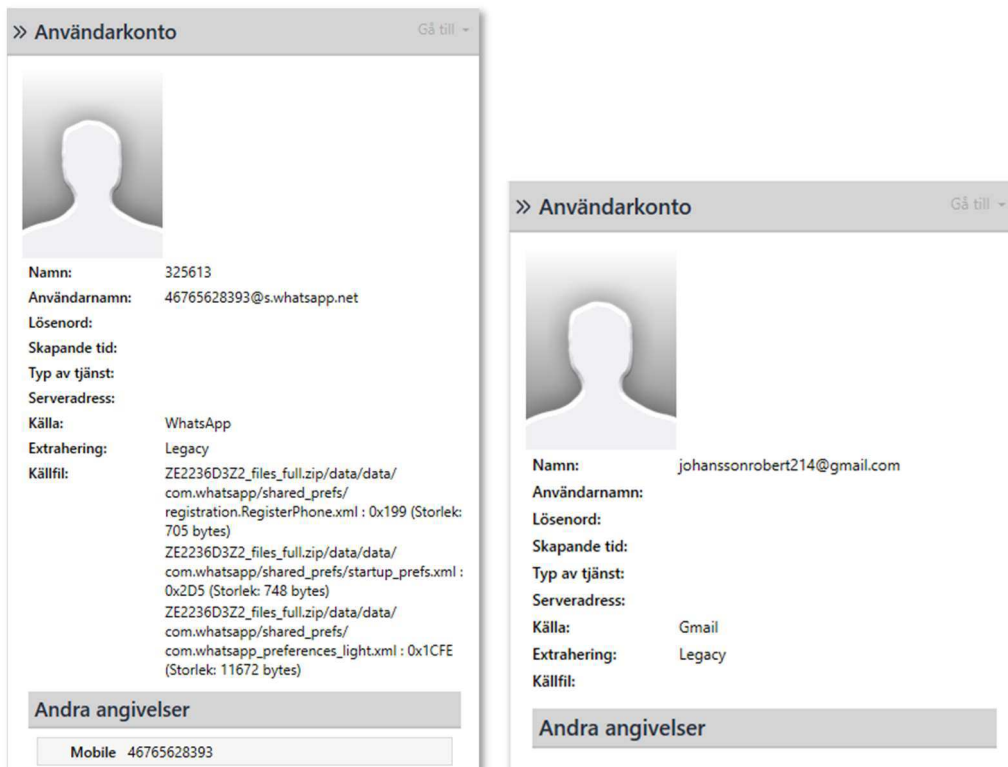 » Användarkonto
Gå till
Namn: 325613
Användarnamn: 46765628393@s.whatsapp.net
Lösenord:
Skapande tid:
Typ av tjänst:
Serveradress:
Källa: WhatsApp
Extrahering: Legacy
Källfil: ZE2236D3Z2_files_full.zip/data/data/
com.whatsapp/shared_prefs/
registration.RegisterPhone.xml : 0x199 (Storlek:
705 bytes)
ZE2236D3Z2_files_full.zip/data/data/
com.whatsapp/shared_prefs/startup_prefs.xml :
0x2D5 (Storlek: 748 bytes)
ZE2236D3Z2_files_full.zip/data/data/
com.whatsapp/shared_prefs/
com.whatsapp_preferences_light.xml : 0x1CFE
(Storlek: 11672 bytes)
Andra angivelser
Mobile 46765628393
» Användarkonto
Gå till
Namn: johanssonrobert214@gmail.com
Användarnamn:
Lösenord:
Skapande tid:
Typ av tjänst:
Serveradress:
Källa: Gmail
Extrahering: Legacy
Källfil:
Andra angivelser